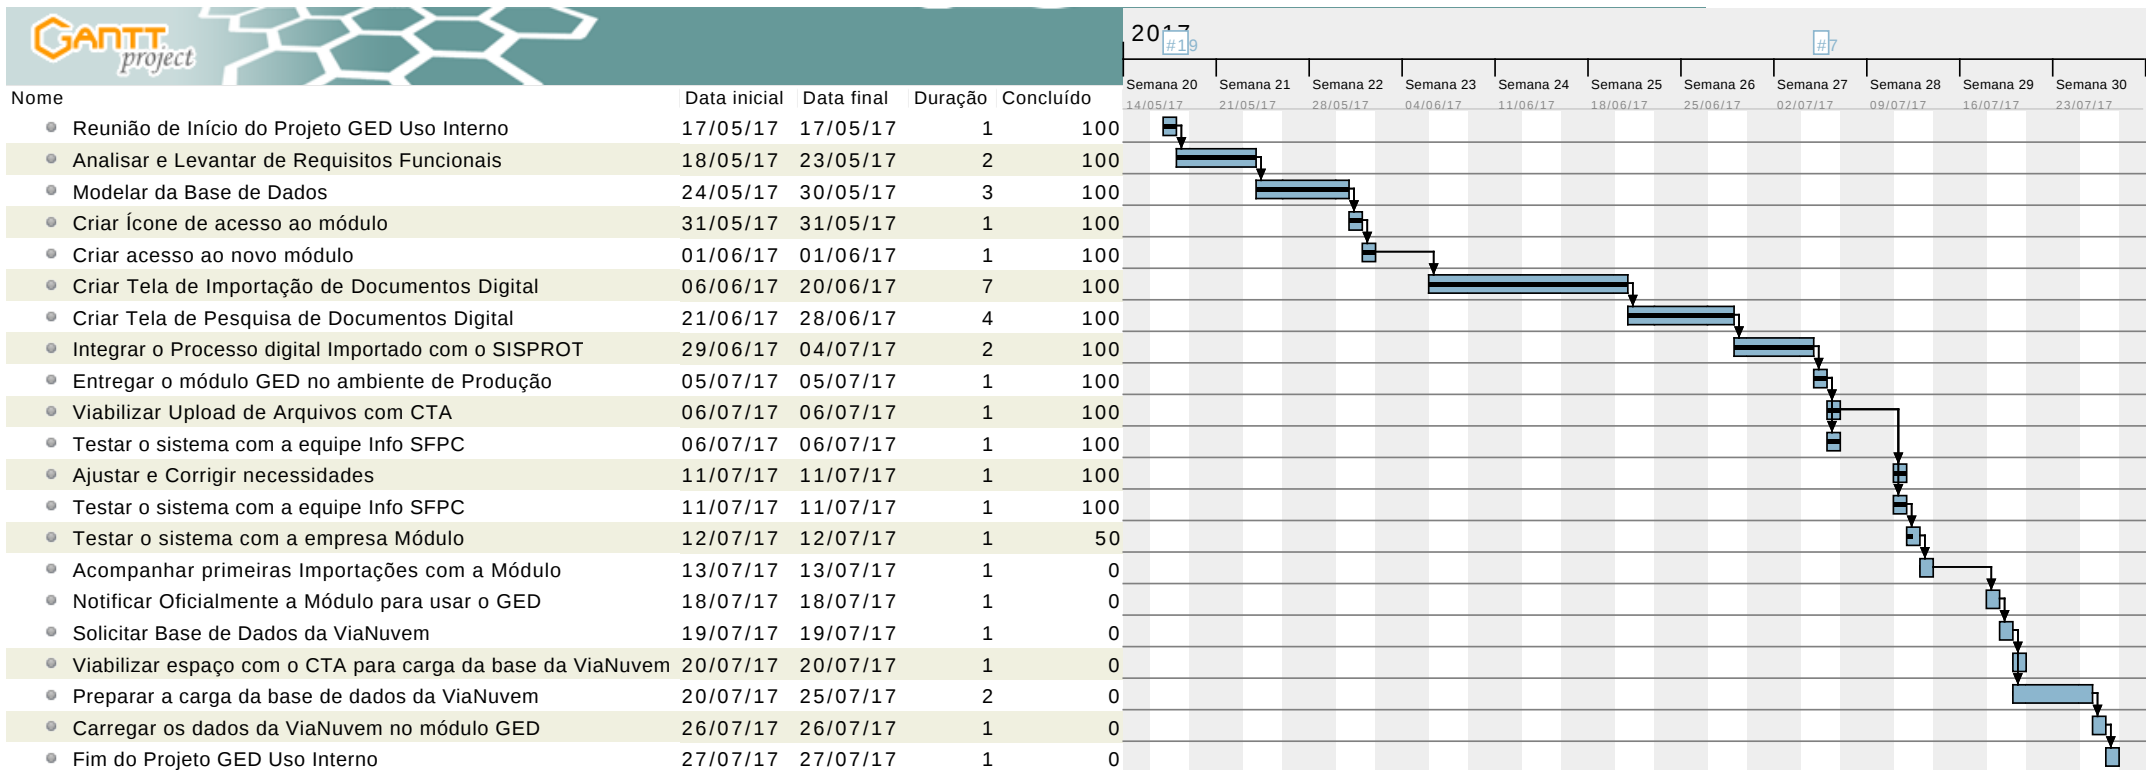 GANTT
project
2017
#19
#7
Semana 20 Semana 21 Semana 22 Semana 23 Semana 24 Semana 25 Semana 26 Semana 27 Semana 28 Semana 29 Semana 30
14/05/17 21/05/17 28/05/17 04/06/17 11/06/17 18/06/17 25/06/17 02/07/17 09/07/17 16/07/17 23/07/17
Nome Data inicial Data final Duração Concluído
Reunião de Início do Projeto GED Uso Interno 17/05/17 17/05/17 1 100
Analisar e Levantar de Requisitos Funcionais 18/05/17 23/05/17 2 100
Modelar da Base de Dados 24/05/17 30/05/17 3 100
Criar Ícone de acesso ao módulo 31/05/17 31/05/17 1 100
Criar acesso ao novo módulo 01/06/17 01/06/17 1 100
Criar Tela de Importação de Documentos Digital 06/06/17 20/06/17 7 100
Criar Tela de Pesquisa de Documentos Digital 21/06/17 28/06/17 4 100
Integrar o Processo digital Importado com o SISPROT 29/06/17 04/07/17 2 100
Entregar o módulo GED no ambiente de Produção 05/07/17 05/07/17 1 100
Viabilizar Upload de Arquivos com CTA 06/07/17 06/07/17 1 100
Testar o sistema com a equipe Info SFPC 06/07/17 06/07/17 1 100
Ajustar e Corrigir necessidades 11/07/17 11/07/17 1 100
Testar o sistema com a equipe Info SFPC 11/07/17 11/07/17 1 100
Testar o sistema com a empresa Módulo 12/07/17 12/07/17 1 50
Acompanhar primeiras Importações com a Módulo 13/07/17 13/07/17 1 0
Notificar Oficialmente a Módulo para usar o GED 18/07/17 18/07/17 1 0
Solicitar Base de Dados da ViaNuvem 19/07/17 19/07/17 1 0
Viabilizar espaço com o CTA para carga da base da ViaNuvem 20/07/17 20/07/17 1 0
Preparar a carga da base de dados da ViaNuvem 20/07/17 25/07/17 2 0
Carregar os dados da ViaNuvem no módulo GED 26/07/17 26/07/17 1 0
Fim do Projeto GED Uso Interno 27/07/17 27/07/17 1 0